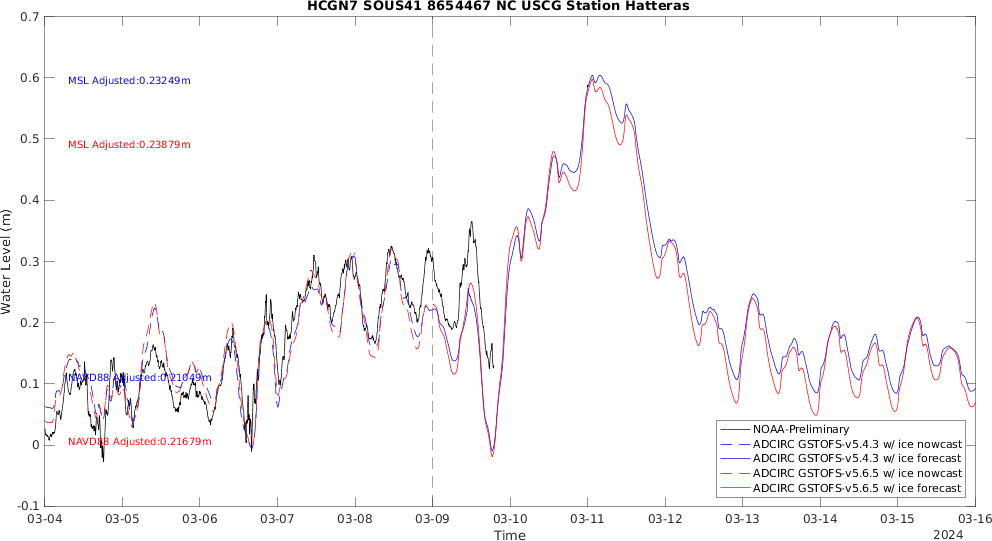 HCGN7 SOUS41 8654467 NC USCG Station Hatteras
0.7
0.6
0.5
0.4
0.3
0.2
0.1
0
-0.1
Water Level (m)
MSL Adjusted:0.23249m
MSL Adjusted:0.23879m
NAVD88 Adjusted:0.21049m
NAVD88 Adjusted:0.21679m
NOAA-Preliminary
ADCIRC GSTOFS-v5.4.3 w/ ice nowcast
ADCIRC GSTOFS-v5.4.3 w/ ice forecast
ADCIRC GSTOFS-v5.6.5 w/ ice nowcast
ADCIRC GSTOFS-v5.6.5 w/ ice forecast
03-04 03-05 03-06 03-07 03-08 03-09 03-10 03-11 03-12 03-13 03-14 03-15 03-16
Time
2024